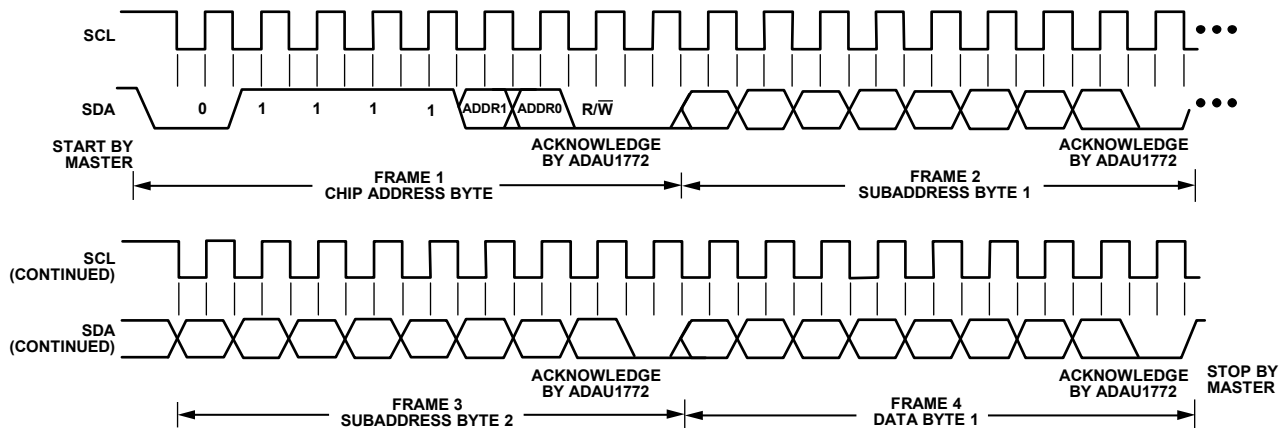 SCL
SDA
0 1 1 1 1 ADDR1 ADDR0 R/W̅
START BY
MASTER
ACKNOWLEDGE
BY ADAU1772
ACKNOWLEDGE
BY ADAU1772
FRAME 1
CHIP ADDRESS BYTE
FRAME 2
SUBADDRESS BYTE 1
SCL
(CONTINUED)
SDA
(CONTINUED)
ACKNOWLEDGE
BY ADAU1772
ACKNOWLEDGE
BY ADAU1772
STOP BY
MASTER
FRAME 3
SUBADDRESS BYTE 2
FRAME 4
DATA BYTE 1